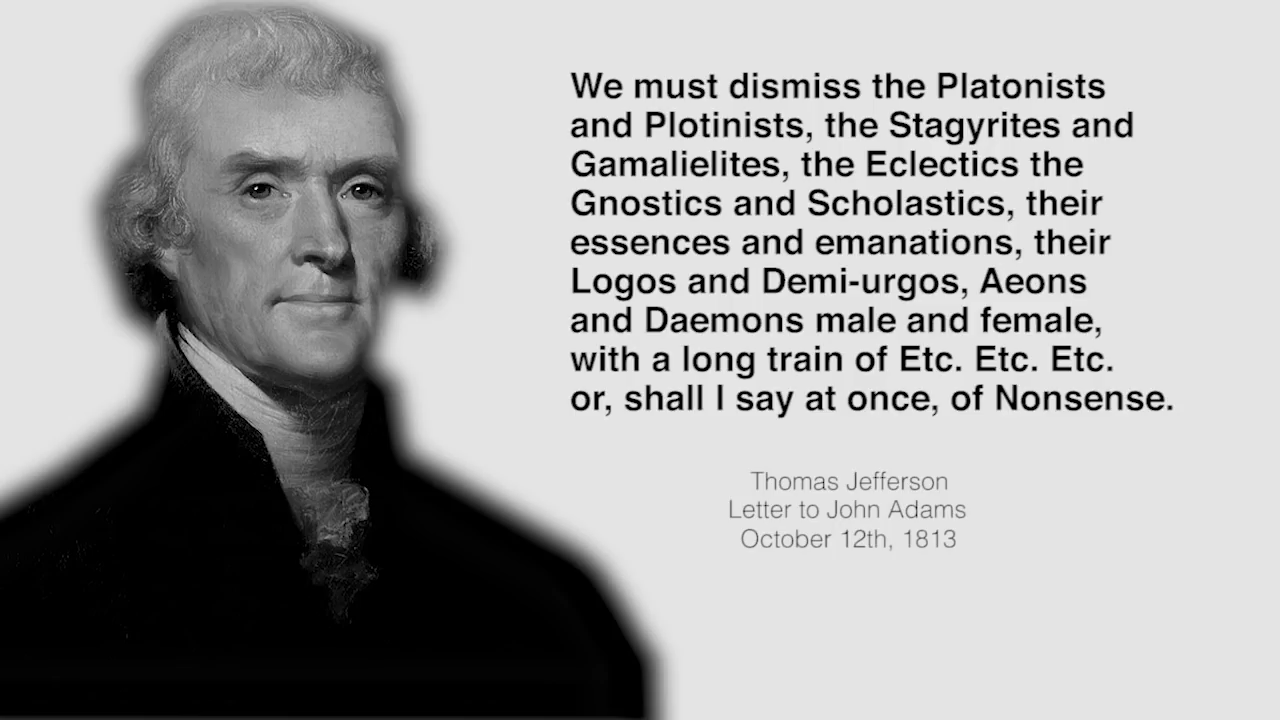 We must dismiss the Platonists
and Plotinists, the Stagyrites and
Gamalielites, the Eclectics the
Gnostics and Scholastics, their
essences and emanations, their
Logos and Demi-urgos, Aeons
and Daemons male and female,
with a long train of Etc. Etc. Etc.
or, shall I say at once, of Nonsense.
Thomas Jefferson
Letter to John Adams
October 12th, 1813